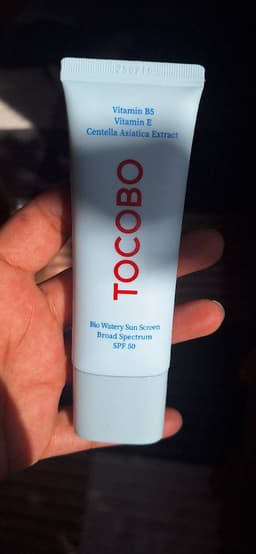 Vitamin B5
Vitamin E
Centella Asiatica Extract
TOCOBO
Bio Watery Sun Screen
Broad Spectrum
SPF 50